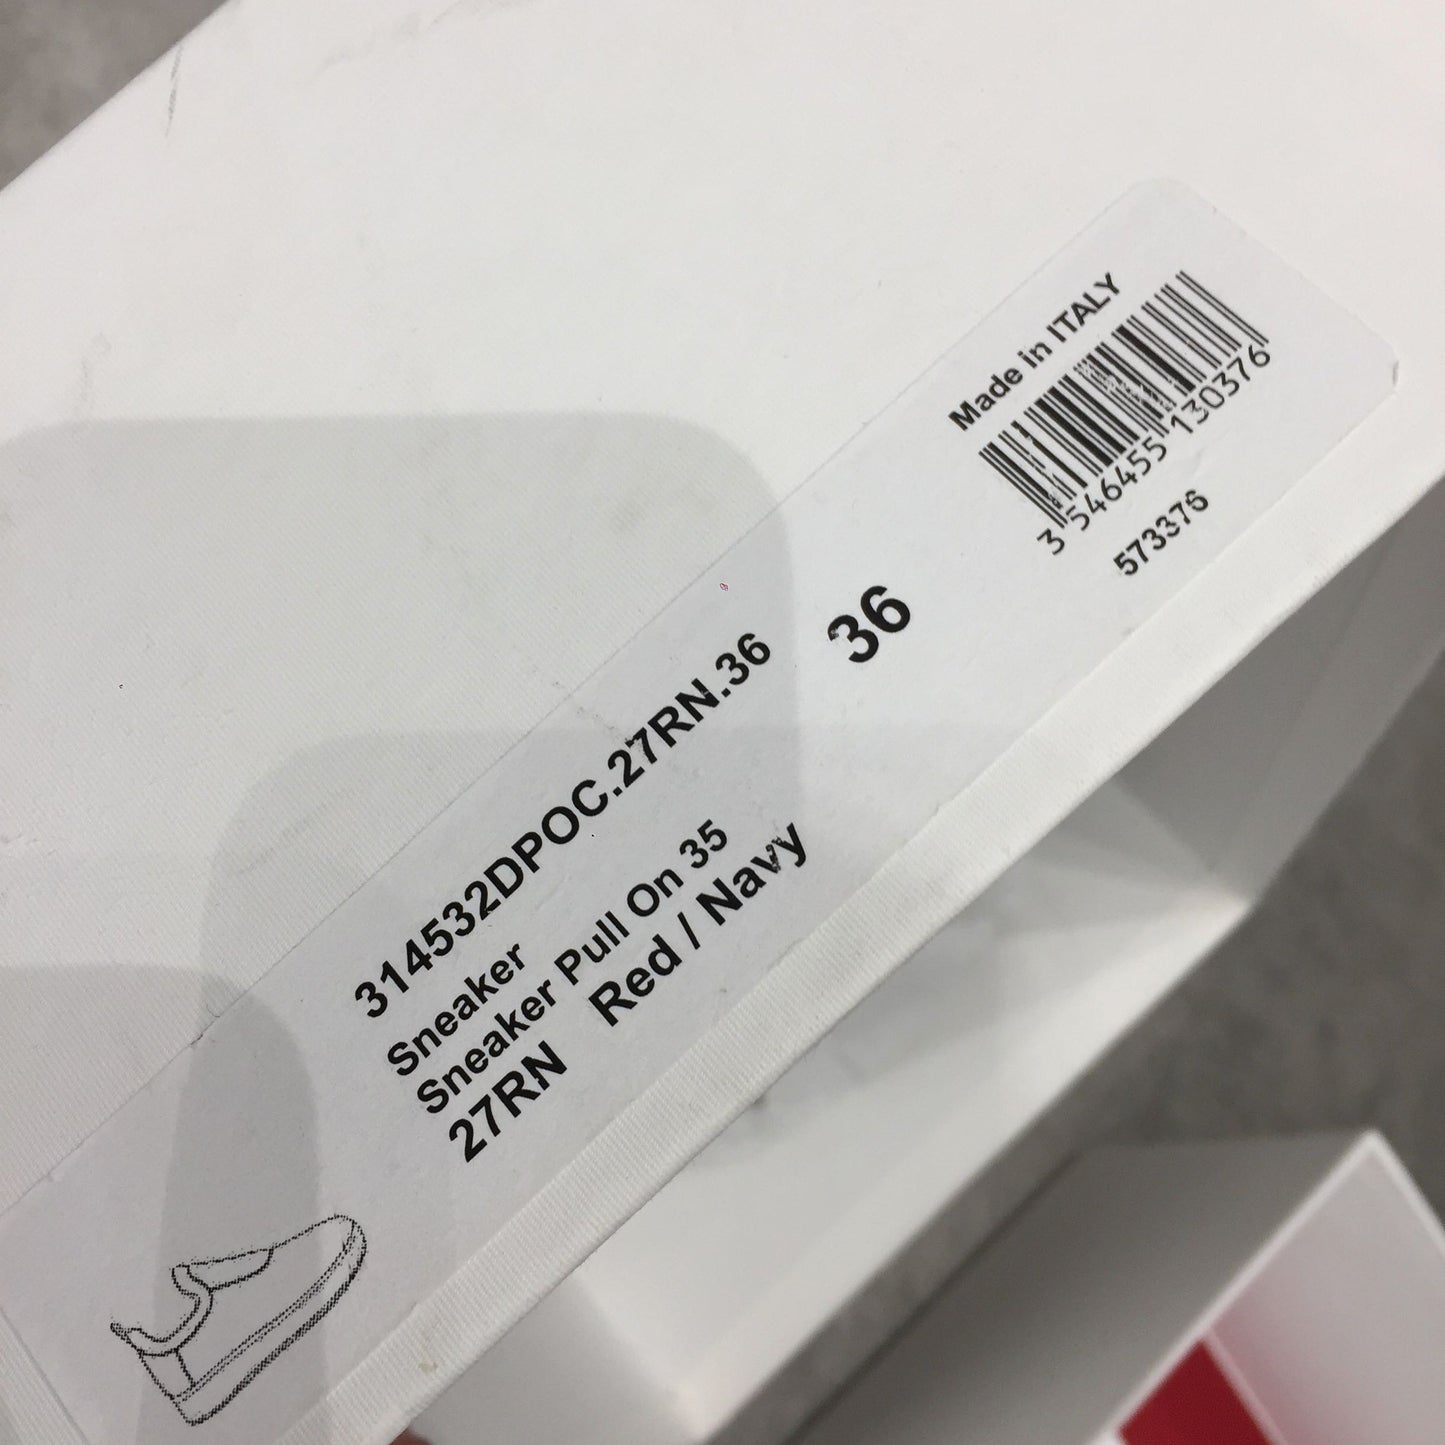 314532DPOC.27RN.36
Sneaker
Sneaker Pull On 35
27RN Red / Navy
36
Made in ITALY
3 546455 130376
573376